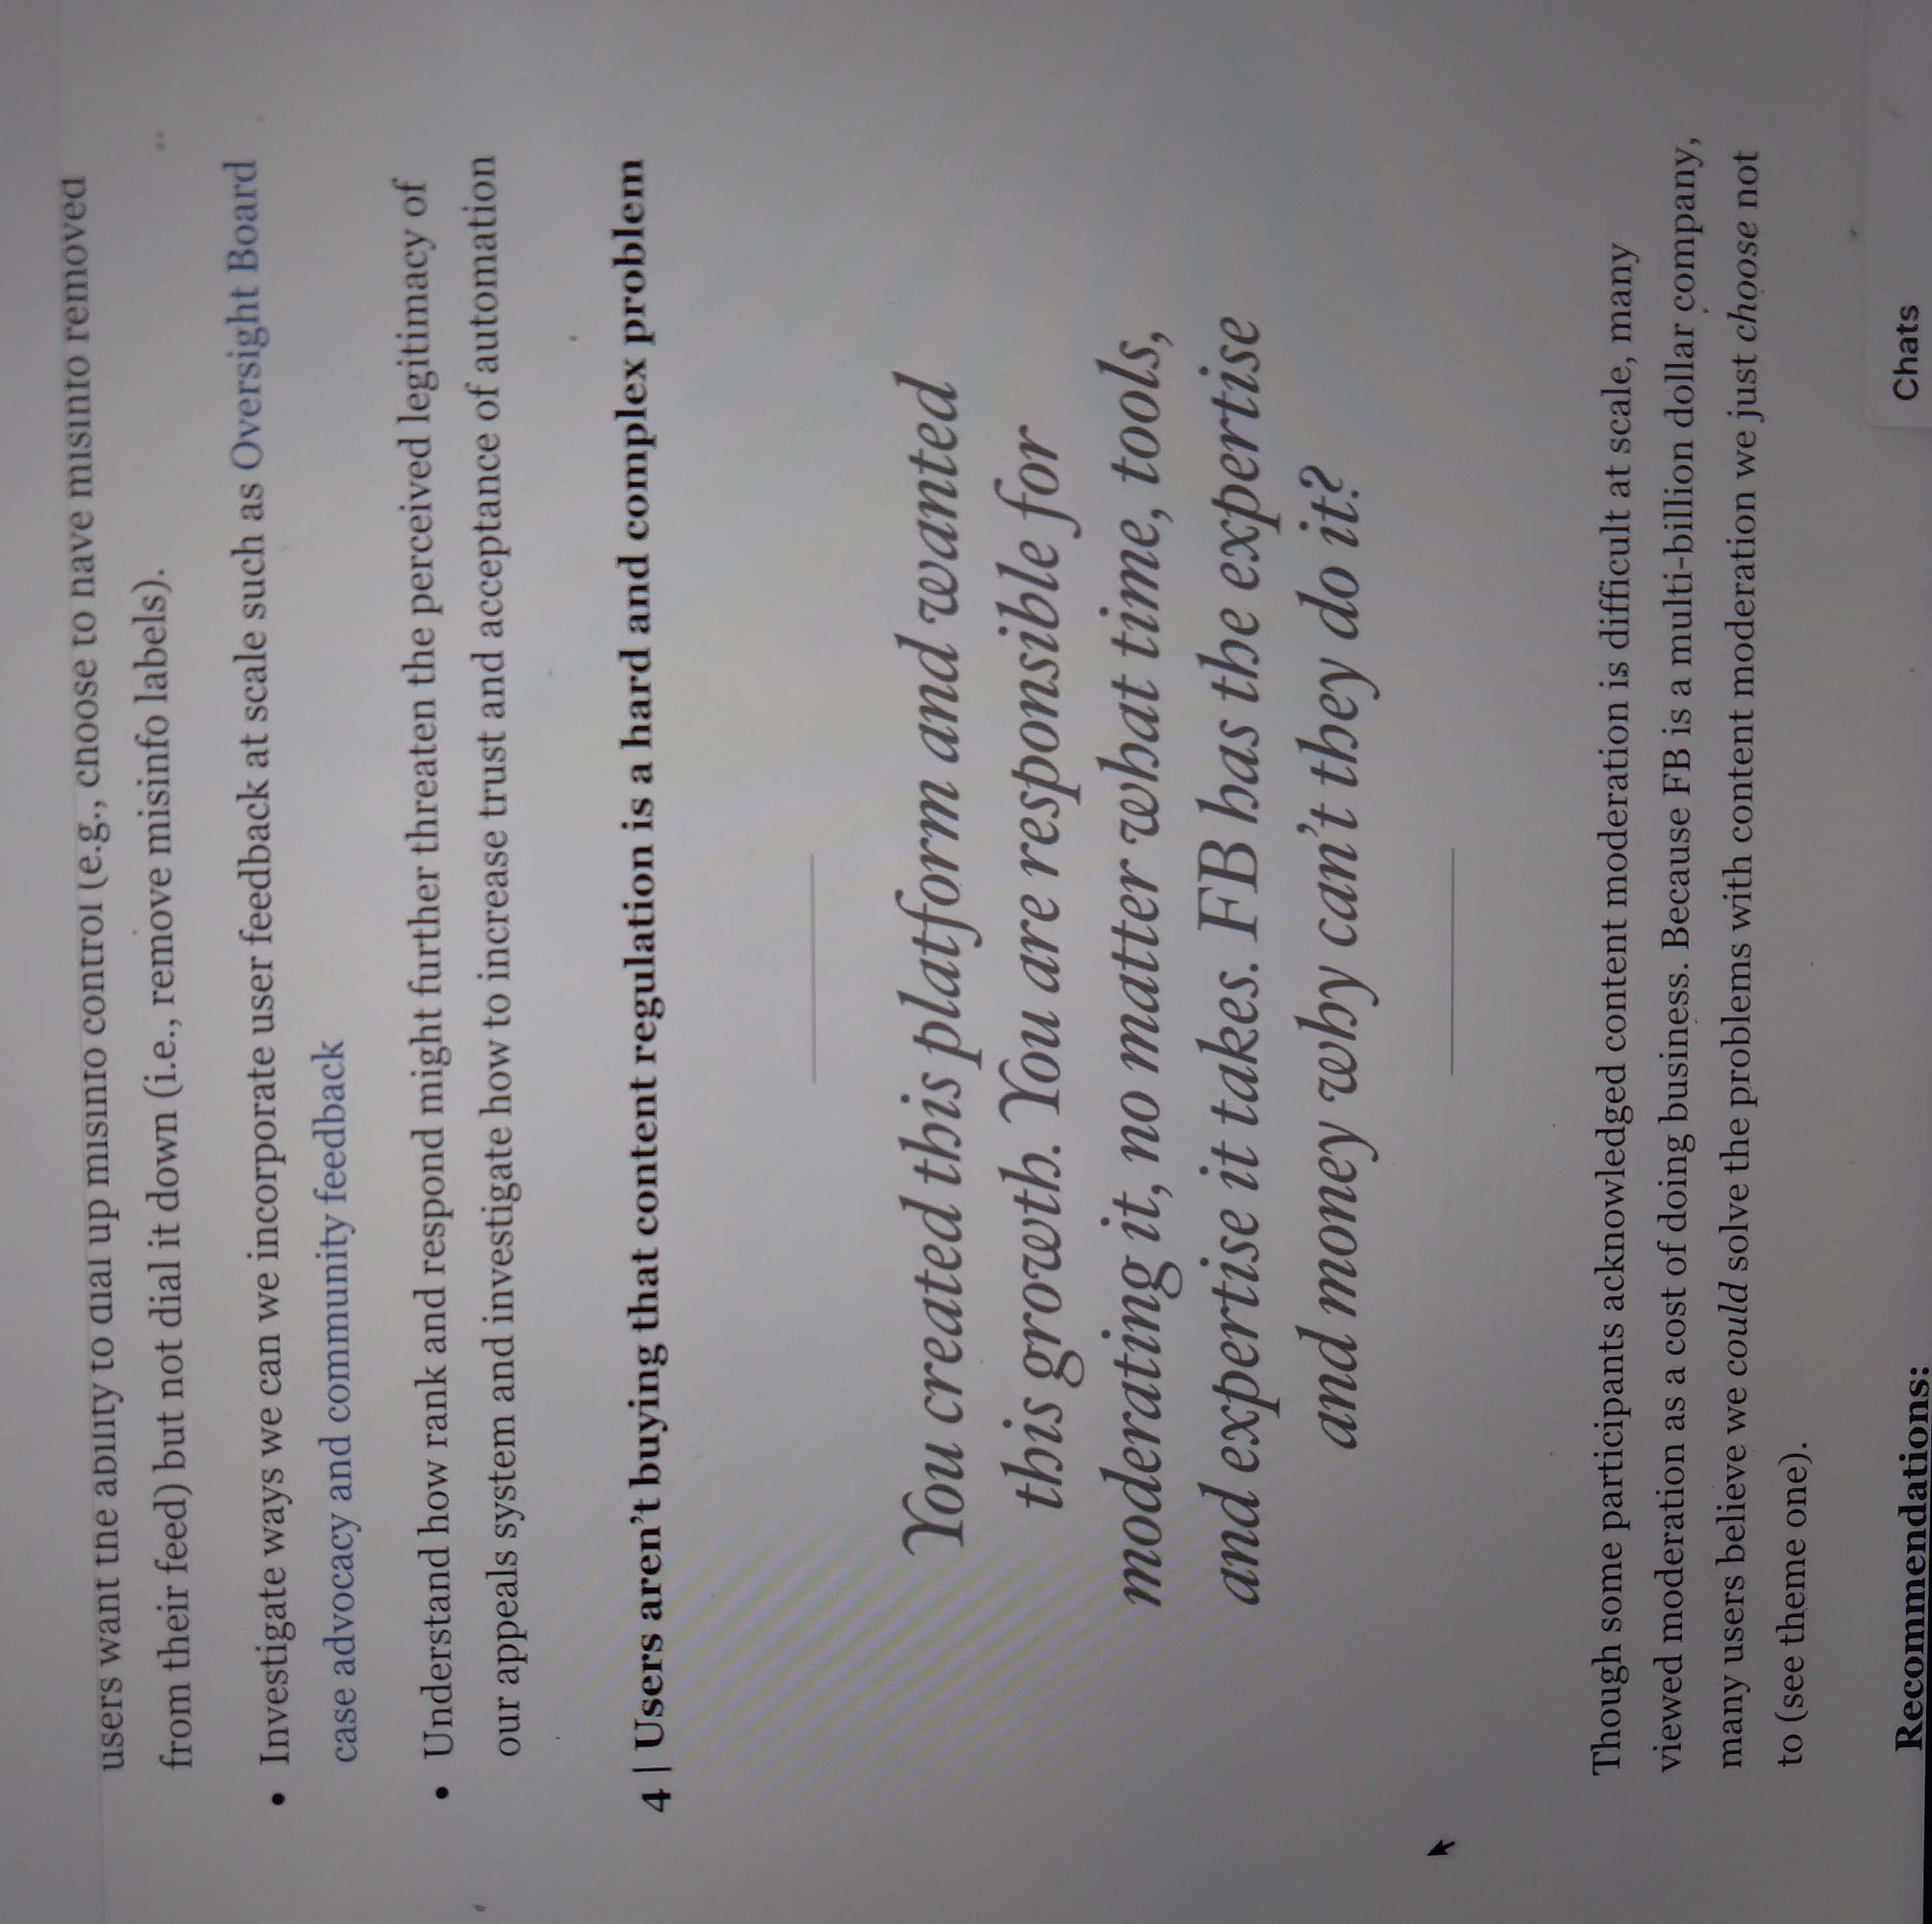 users want the ability to dial up misinfo control (e.g., choose to have misinfo removed
from their feed) but not dial it down (i.e., remove misinfo labels).
• Investigate ways we can we incorporate user feedback at scale such as Oversight Board
case advocacy and community feedback
• Understand how rank and respond might further threaten the perceived legitimacy of
our appeals system and investigate how to increase trust and acceptance of automation
4 | Users aren't buying that content regulation is a hard and complex problem
You created this platform and wanted
this growth. You are responsible for
moderating it, no matter what time, tools,
and expertise it takes. FB has the expertise
and money why can't they do it?
Though some participants acknowledged content moderation is difficult at scale, many
viewed moderation as a cost of doing business. Because FB is a multi-billion dollar company,
many users believe we could solve the problems with content moderation we just choose not
to (see theme one).
Recommendations:
Chats